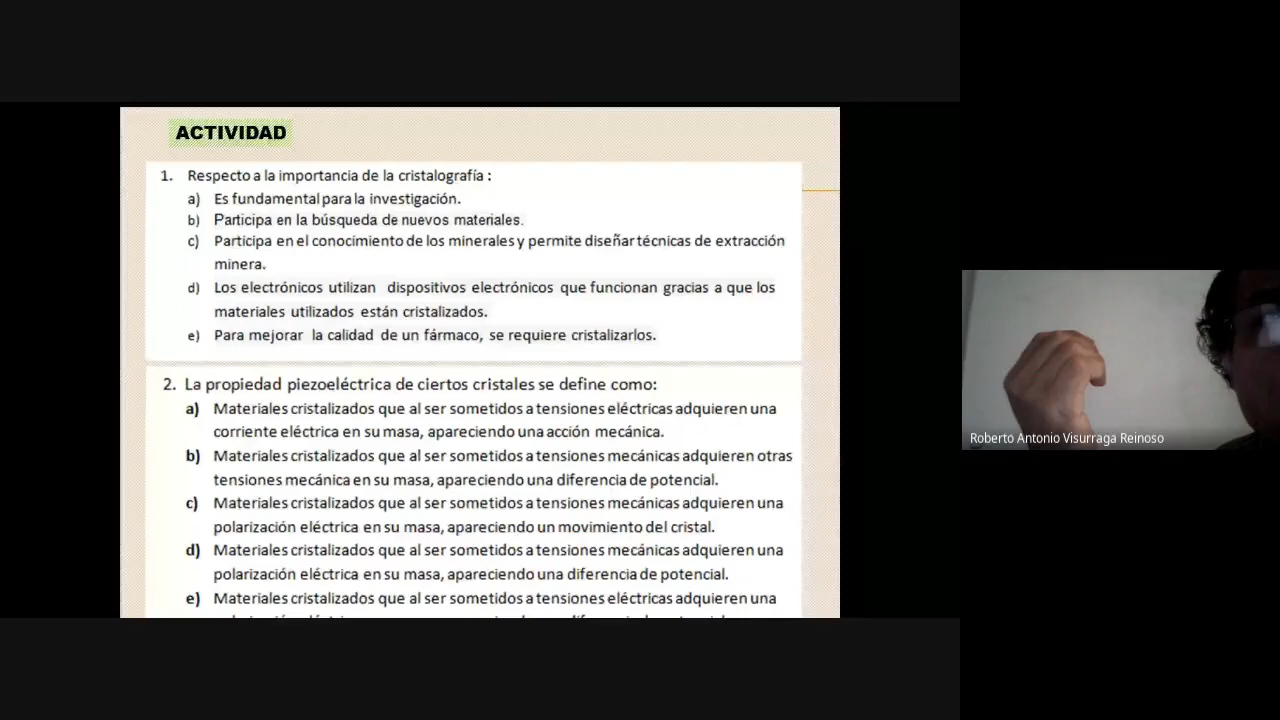 ACTIVIDAD
1. Respecto a la importancia de la cristalografía :
a) Es fundamental para la investigación.
b) Participa en la búsqueda de nuevos materiales.
c) Participa en el conocimiento de los minerales y permite diseñar técnicas de extracción
minera.
d) Los electrónicos utilizan dispositivos electrónicos que funcionan gracias a que los
materiales utilizados están cristalizados.
e) Para mejorar la calidad de un fármaco, se requiere cristalizarlos.
2. La propiedad piezoeléctrica de ciertos cristales se define como:
a) Materiales cristalizados que al ser sometidos a tensiones eléctricas adquieren una
corriente eléctrica en su masa, apareciendo una acción mecánica.
b) Materiales cristalizados que al ser sometidos a tensiones mecánicas adquieren otras
tensiones mecánica en su masa, apareciendo una diferencia de potencial.
c) Materiales cristalizados que al ser sometidos a tensiones mecánicas adquieren una
polarización eléctrica en su masa, apareciendo un movimiento del cristal.
d) Materiales cristalizados que al ser sometidos a tensiones mecánicas adquieren una
polarización eléctrica en su masa, apareciendo una diferencia de potencial.
e) Materiales cristalizados que al ser sometidos a tensiones eléctricas adquieren una
Roberto Antonio Visurraga Reinoso